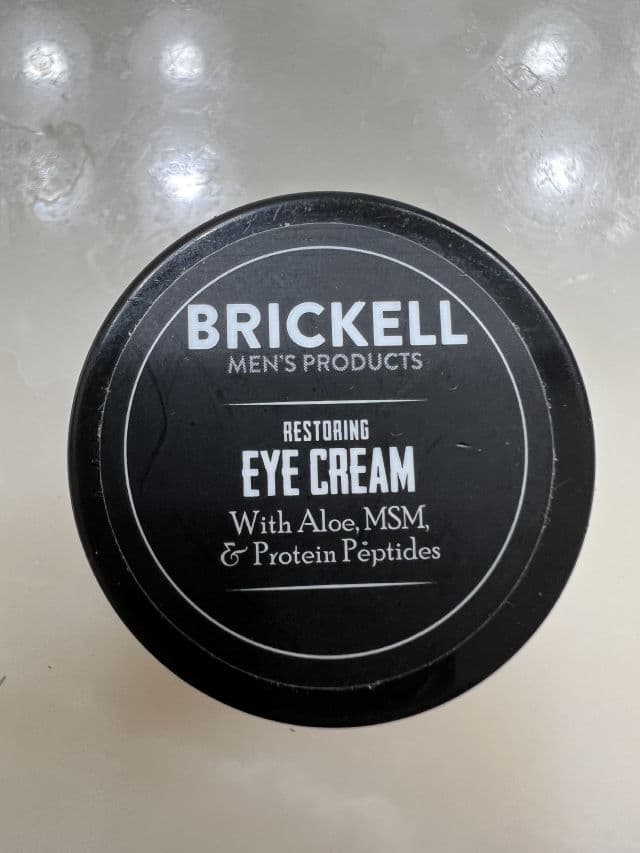 BRICKELL
MEN'S PRODUCTS
RESTORING
EYE CREAM
With Aloe, MSM,
& Protein Peptides